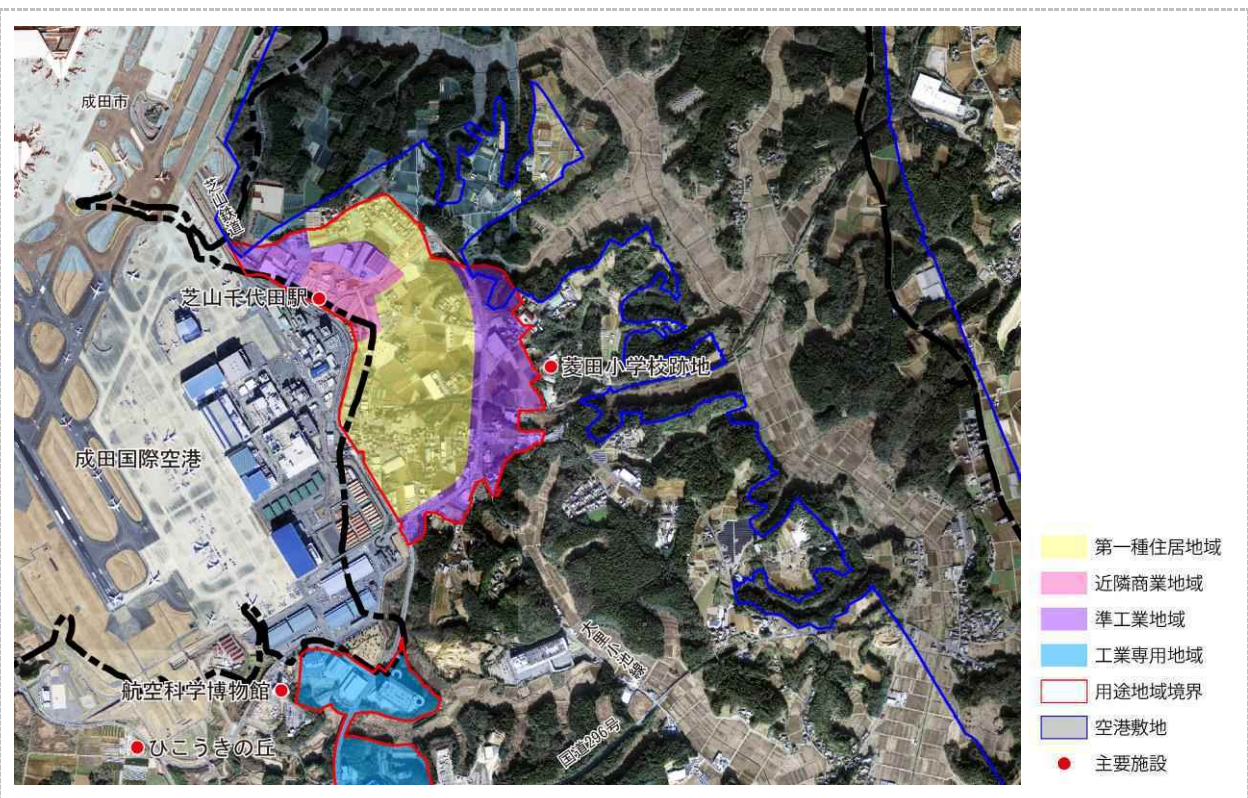 成田市
芝山鉄道
芝山千代田駅
菱田小学校跡地
成田国際空港
大里小池線
航空科学博物館
国道296号
ひこうきの丘
第一種住居地域
近隣商業地域
準工業地域
工業専用地域
用途地域境界
空港敷地
主要施設